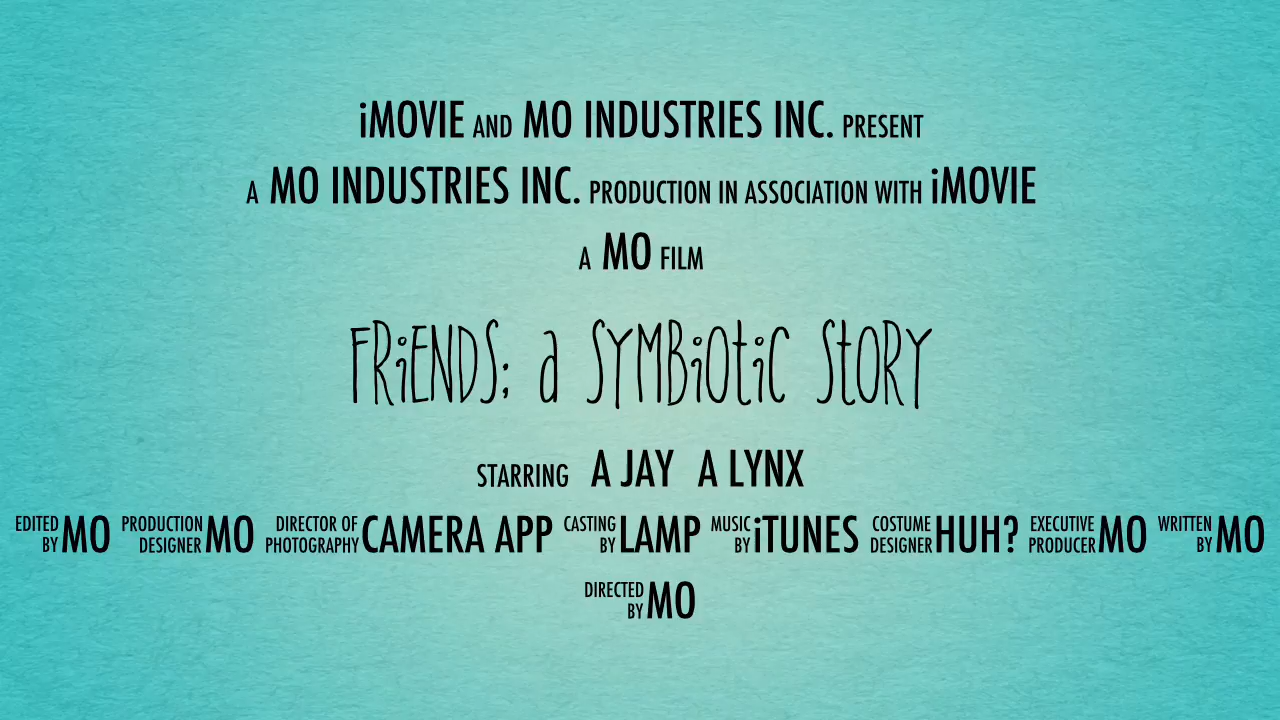 iMOVIE AND MO INDUSTRIES INC. PRESENT
A MO INDUSTRIES INC. PRODUCTION IN ASSOCIATION WITH iMOVIE
A MO FILM
FRiENDS: a SYMBiOtiC StORY
STARRING A JAY A LYNX
EDITED BY MO PRODUCTION DESIGNER MO DIRECTOR OF PHOTOGRAPHY CAMERA APP CASTING BY LAMP MUSIC BY iTUNES COSTUME DESIGNER HUH? EXECUTIVE PRODUCER MO WRITTEN BY MO
DIRECTED BY MO